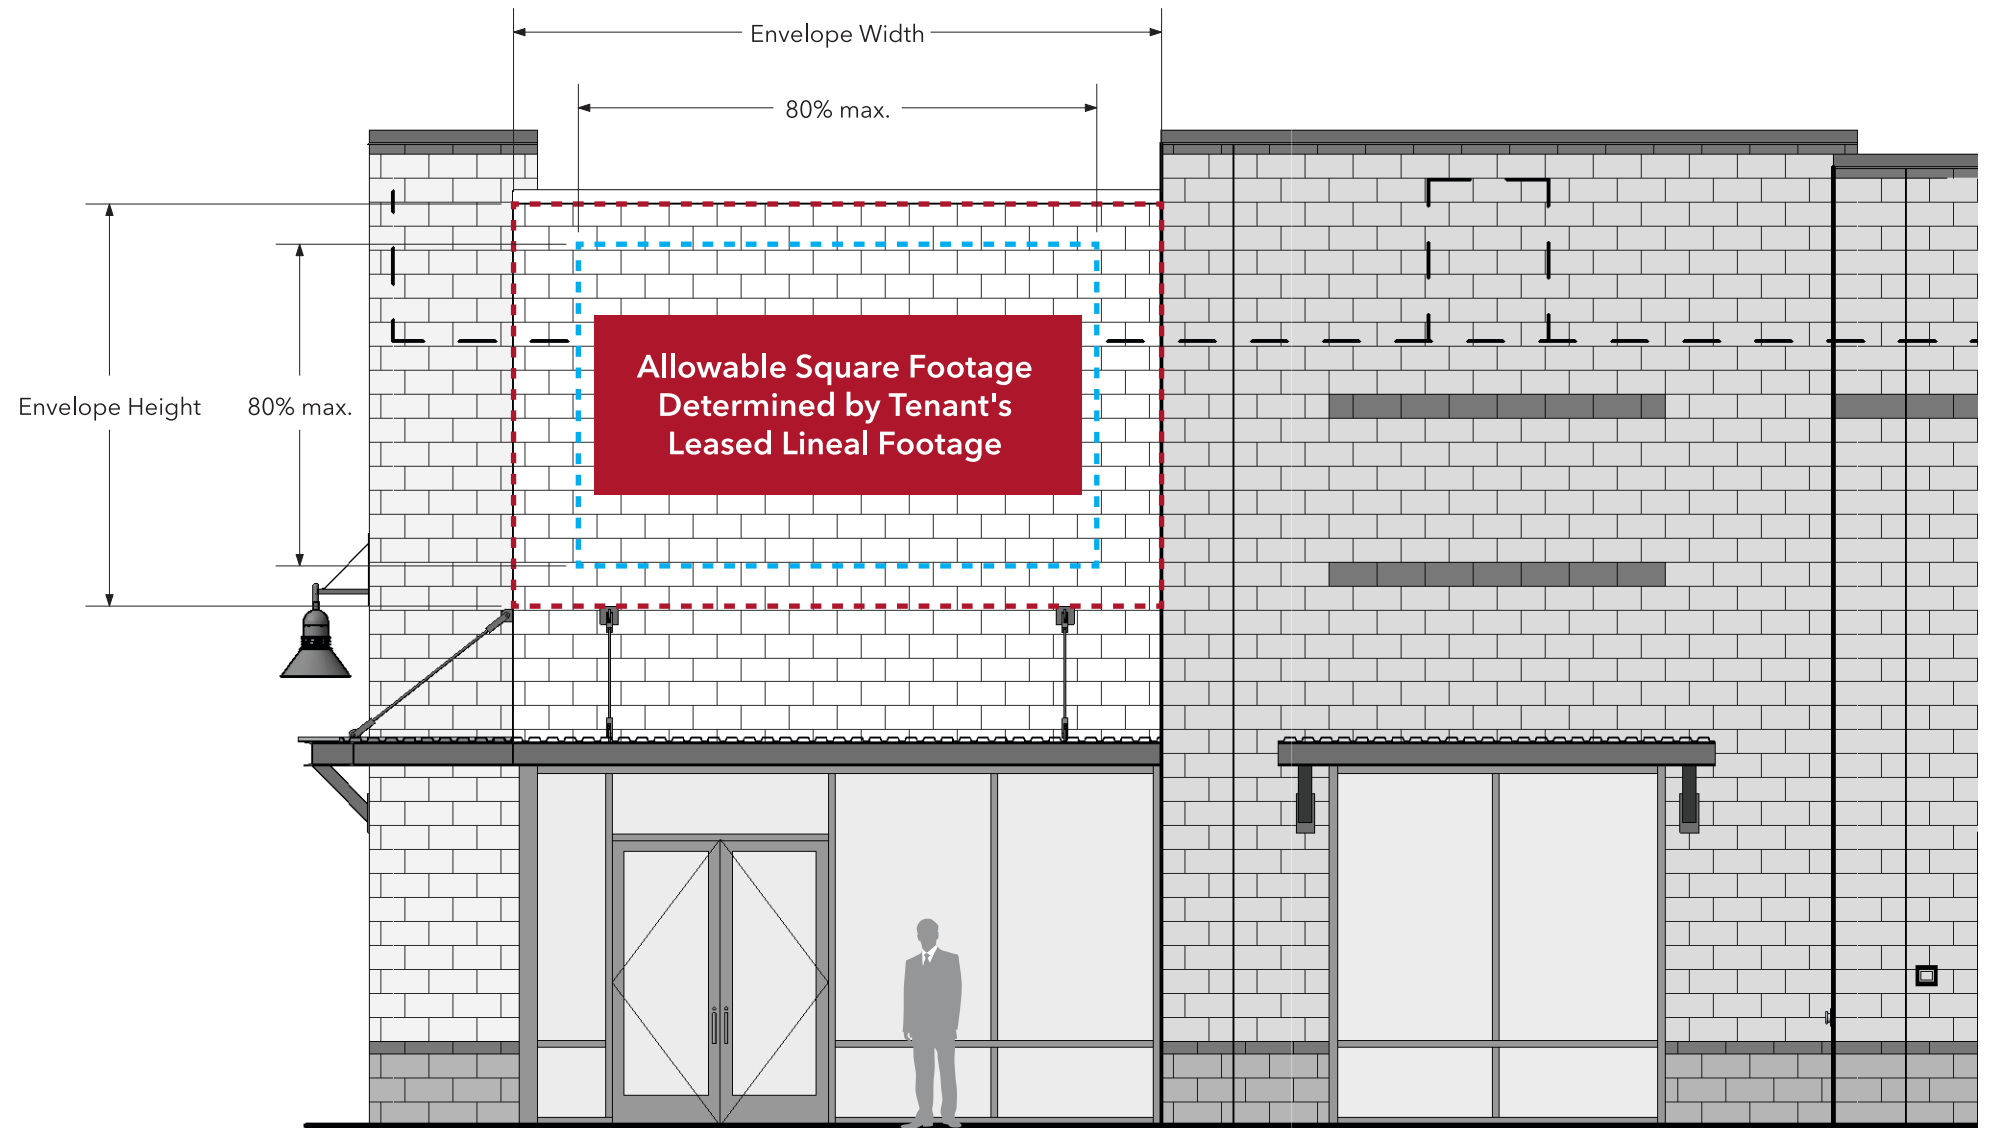 Envelope Width
80% max.
Envelope Height
80% max.
Allowable Square Footage
Determined by Tenant's
Leased Lineal Footage